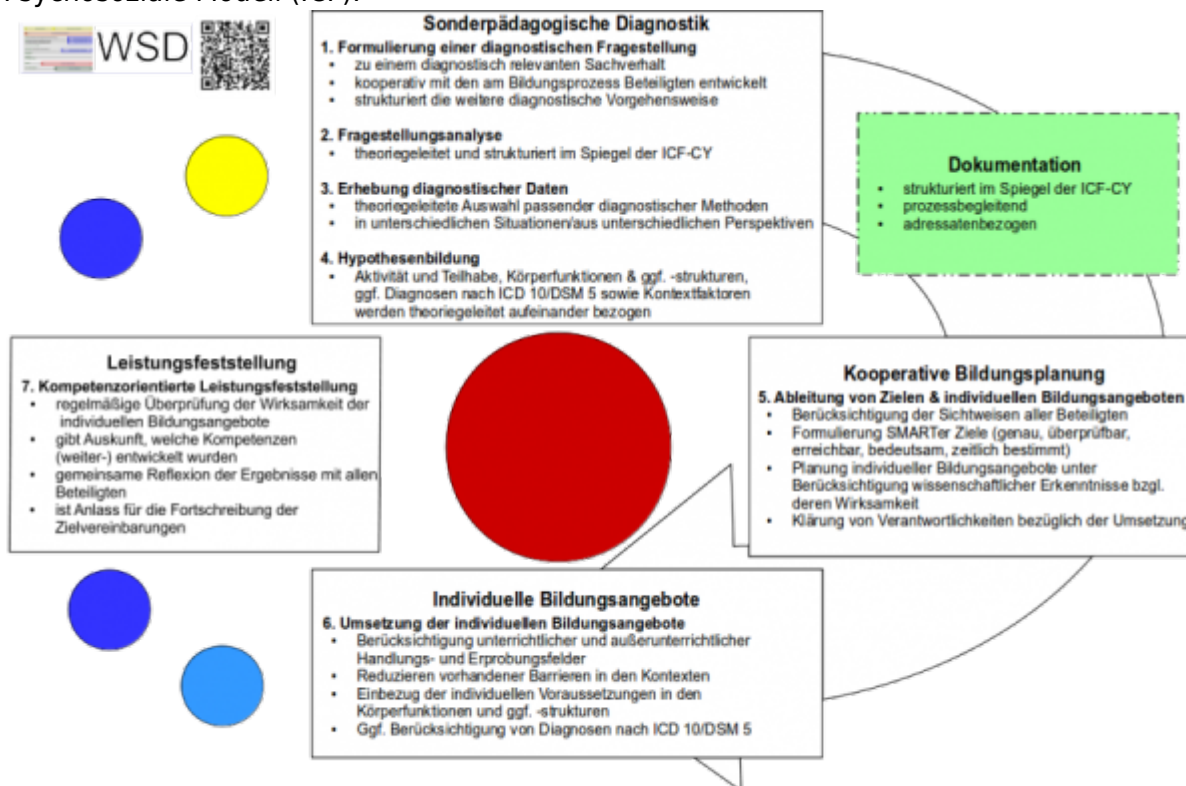 WSD
Sonderpädagogische Diagnostik
1. Formulierung einer diagnostischen Fragestellung
• zu einem diagnostisch relevanten Sachverhalt
• kooperativ mit den am Bildungsprozess Beteiligten entwickelt
• strukturiert die weitere diagnostische Vorgehensweise
2. Fragestellungsanalyse
• theoriegeleitet und strukturiert im Spiegel der ICF-CY
3. Erhebung diagnostischer Daten
• theoriegeleitete Auswahl passender diagnostischer Methoden
• in unterschiedlichen Situationen/aus unterschiedlichen Perspektiven
4. Hypothesenbildung
• Aktivität und Teilhabe, Körperfunktionen & ggf. -strukturen,
ggf. Diagnosen nach ICD 10/DSM 5 sowie Kontextfaktoren
werden theoriegeleitet aufeinander bezogen
Dokumentation
• strukturiert im Spiegel der ICF-CY
• prozessbegleitend
• adressatenbezogen
Leistungsfeststellung
7. Kompetenzorientierte Leistungsfeststellung
• regelmäßige Überprüfung der Wirksamkeit der
individuellen Bildungsangebote
• gibt Auskunft, welche Kompetenzen
(weiter-) entwickelt wurden
• gemeinsame Reflexion der Ergebnisse mit allen
Beteiligten
• ist Anlass für die Fortschreibung der
Zielvereinbarungen
Kooperative Bildungsplanung
5. Ableitung von Zielen & individuellen Bildungsangeboten
• Berücksichtigung der Sichtweisen aller Beteiligten
• Formulierung SMARTer Ziele (genau, überprüfbar,
erreichbar, bedeutsam, zeitlich bestimmt)
• Planung individueller Bildungsangebote unter
Berücksichtigung wissenschaftlicher Erkenntnisse bzgl.
deren Wirksamkeit
• Klärung von Verantwortlichkeiten bezüglich der Umsetzung
Individuelle Bildungsangebote
6. Umsetzung der individuellen Bildungsangebote
• Berücksichtigung unterrichtlicher und außerunterrichtlicher
Handlungs- und Erprobungsfelder
• Reduzieren vorhandener Barrieren in den Kontexten
• Einbezug der individuellen Voraussetzungen in den
Körperfunktionen und ggf. -strukturen
• Ggf. Berücksichtigung von Diagnosen nach ICD 10/DSM 5